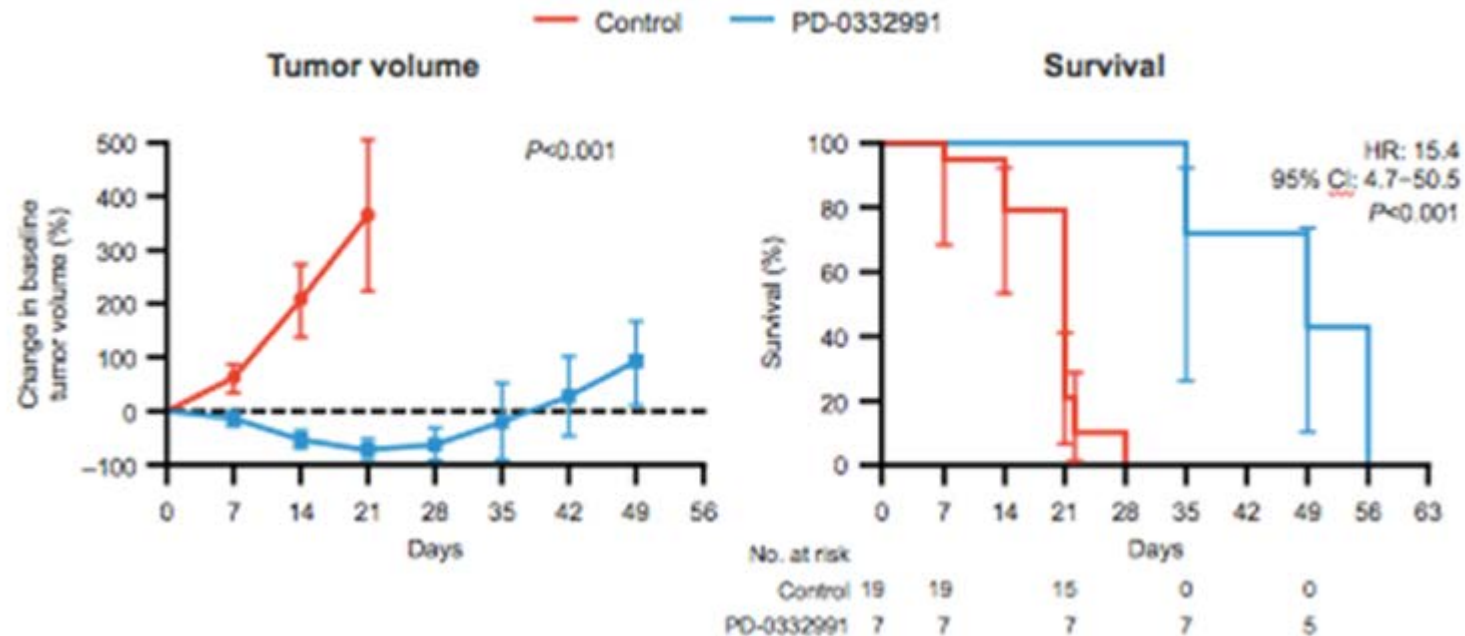 Control PD-0332991
Tumor volume
Survival
Change in baseline
tumor volume (%)
500
400
300
200
100
0
–100
P<0.001
0 7 14 21 28 35 42 49 56
Days
Survival (%)
100
80
60
40
20
0
HR: 15.4
95% CI: 4.7–50.5
P<0.001
0 7 14 21 28 35 42 49 56 63
Days
No. at risk
Control 19 19 15 0 0
PD-0332991 7 7 7 7 5